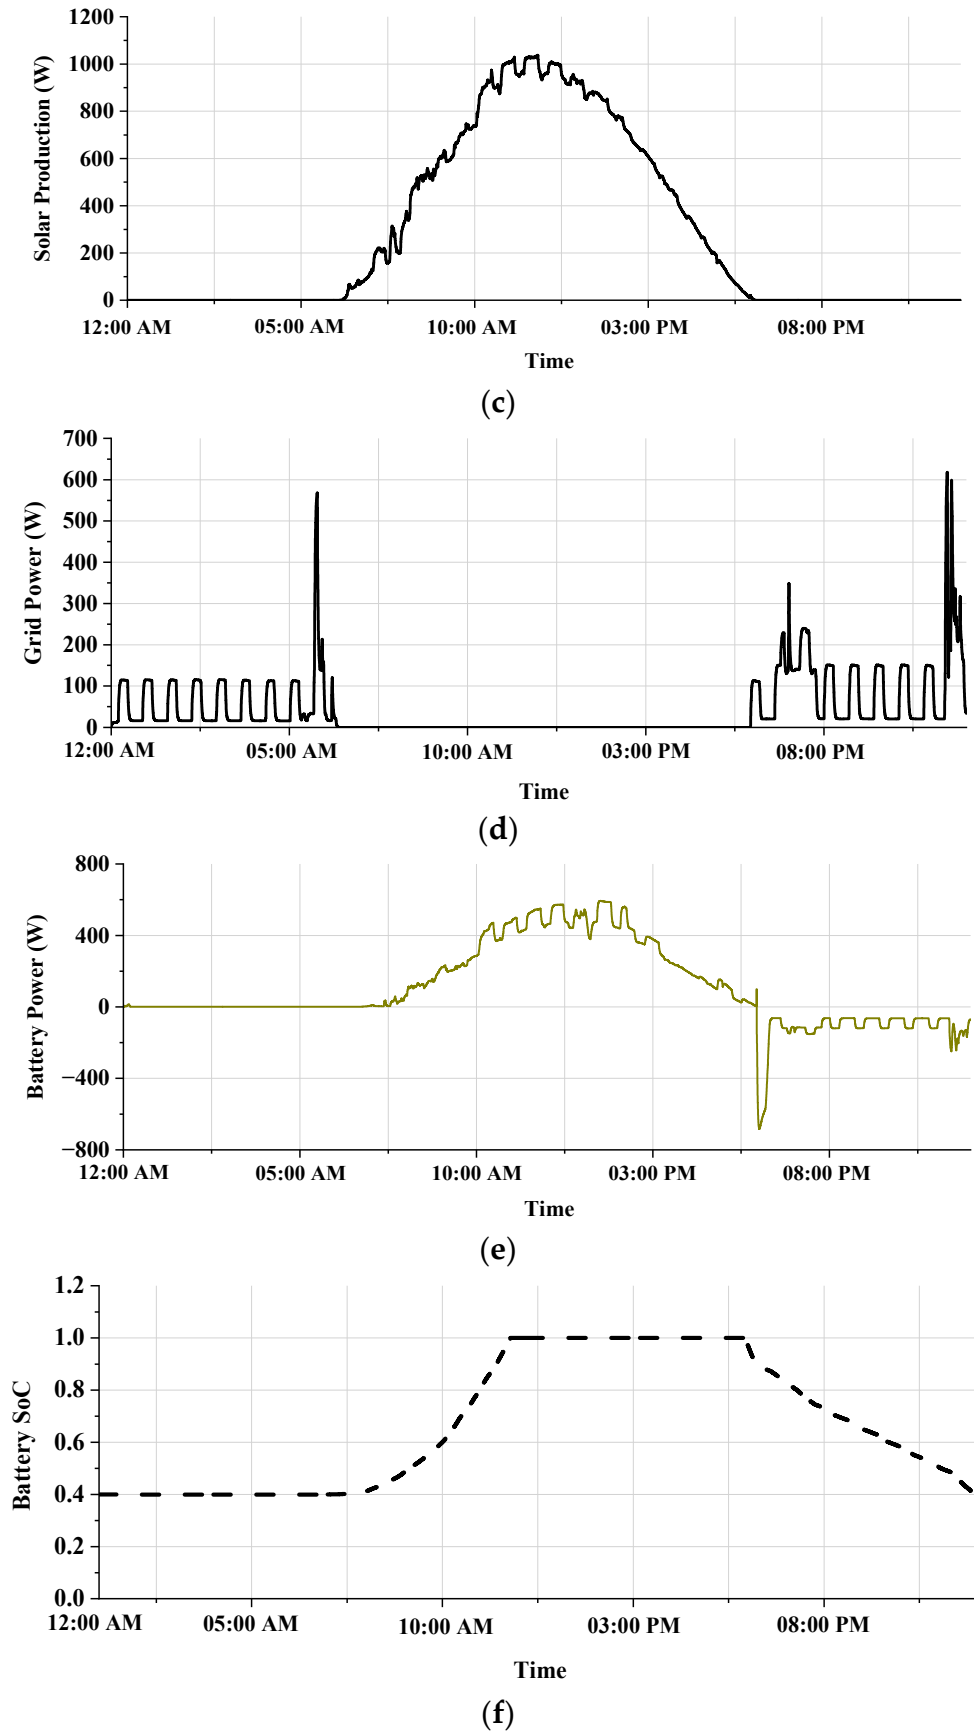 1200
1000
800
600
400
200
0
Solar Production (W)
12:00 AM 05:00 AM 10:00 AM 03:00 PM 08:00 PM
Time
(c)
700
600
500
400
300
200
100
0
Grid Power (W)
12:00 AM 05:00 AM 10:00 AM 03:00 PM 08:00 PM
Time
(d)
800
400
0
−400
−800
Battery Power (W)
12:00 AM 05:00 AM 10:00 AM 03:00 PM 08:00 PM
Time
(e)
1.2
1.0
0.8
0.6
0.4
0.2
0.0
Battery SoC
12:00 AM 05:00 AM 10:00 AM 03:00 PM 08:00 PM
Time
(f)